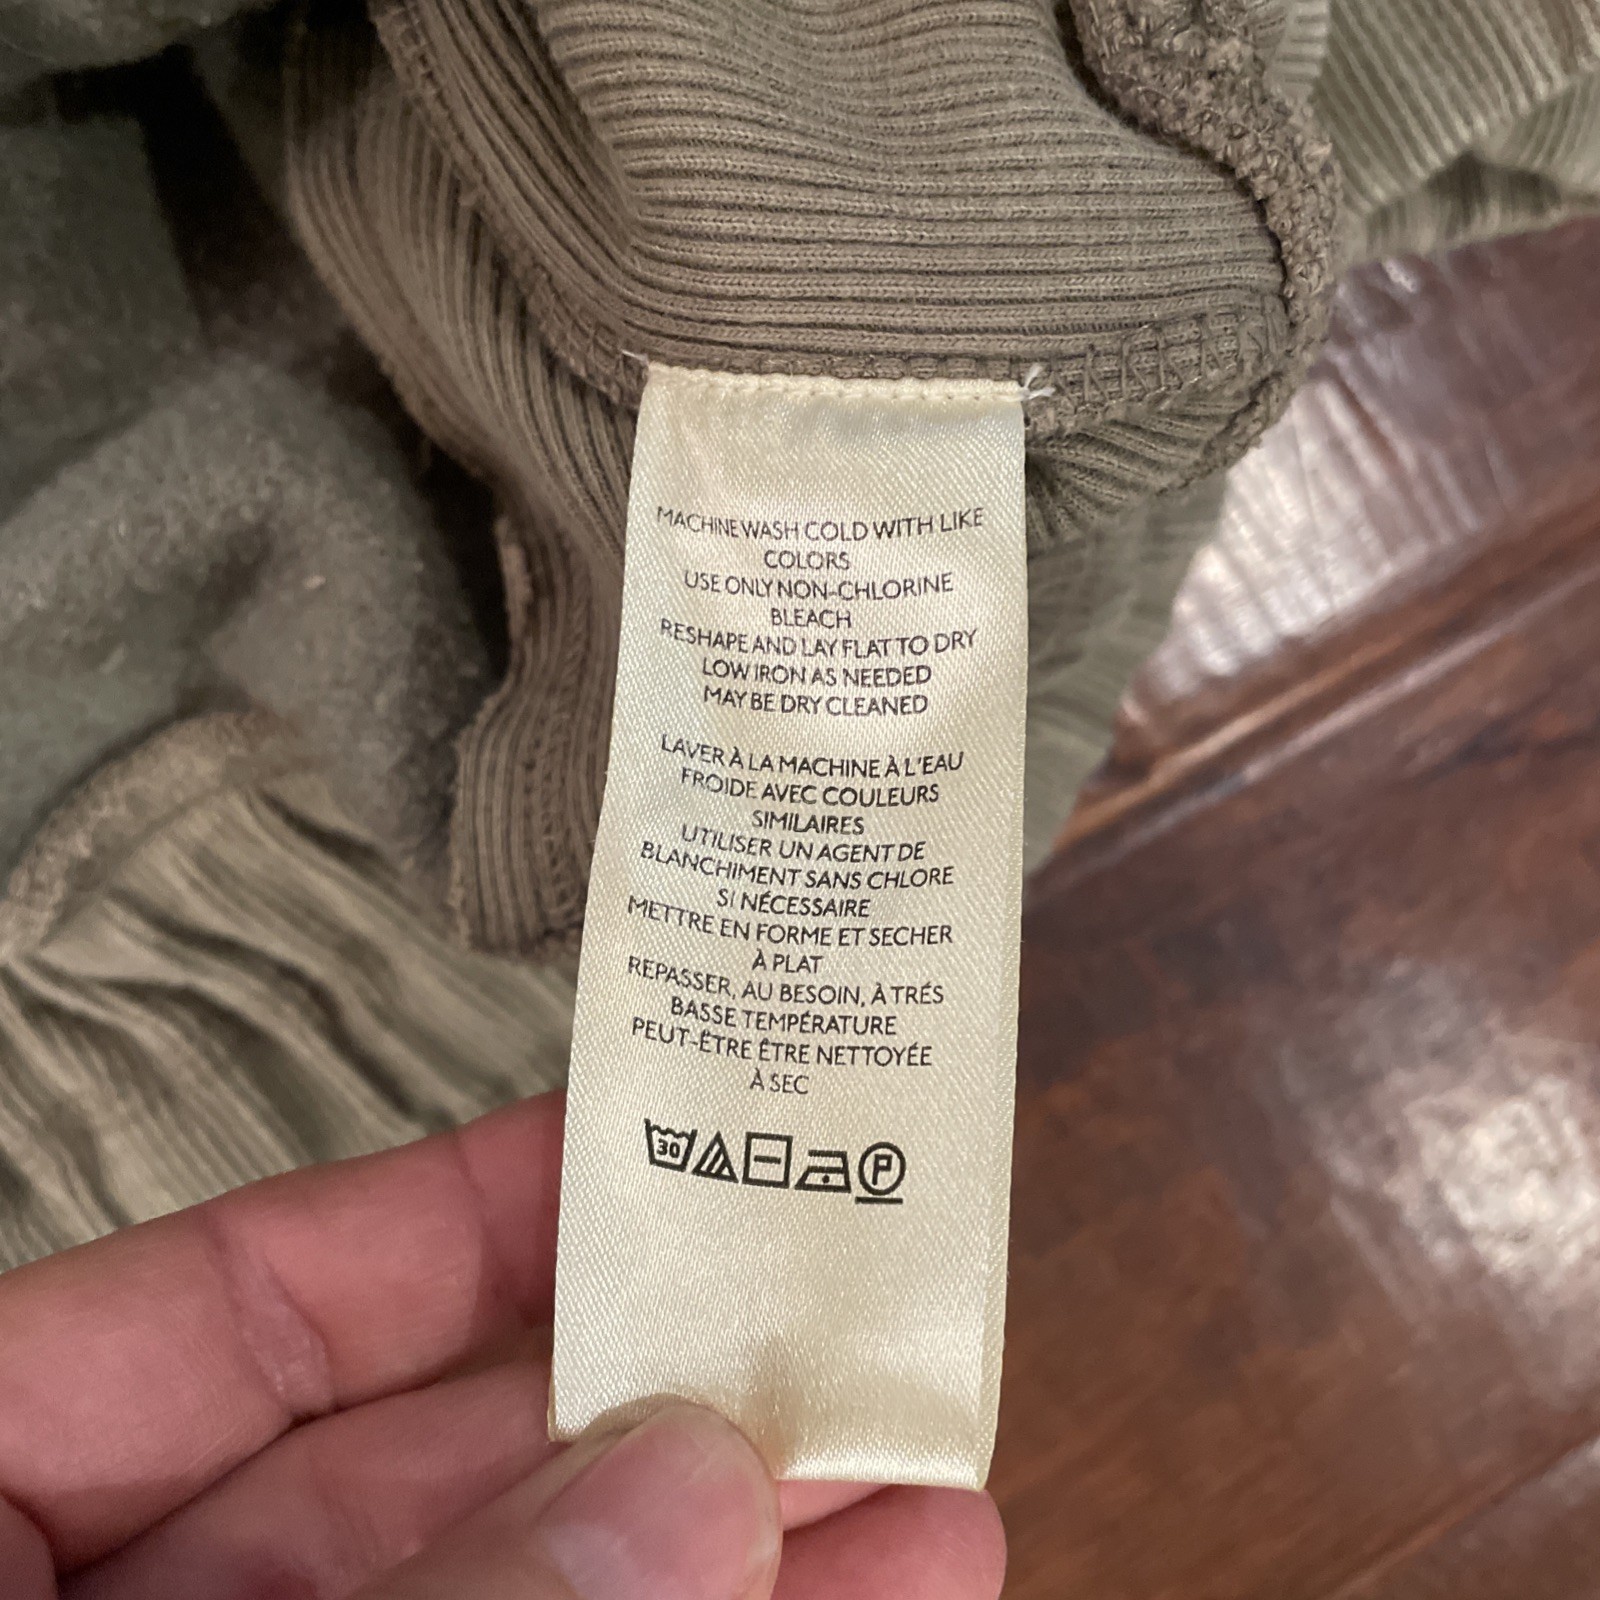 MACHINE WASH COLD WITH LIKE
COLORS
USE ONLY NON-CHLORINE
BLEACH
RESHAPE AND LAY FLAT TO DRY
LOW IRON AS NEEDED
MAY BE DRY CLEANED
LAVER À LA MACHINE À L'EAU
FROIDE AVEC COULEURS
SIMILAIRES
UTILISER UN AGENT DE
BLANCHIMENT SANS CHLORE
SI NÉCESSAIRE
METTRE EN FORME ET SECHER
À PLAT
REPASSER, AU BESOIN, À TRÉS
BASSE TEMPÉRATURE
PEUT-ÊTRE ÊTRE NETTOYÉE
À SEC
30 P